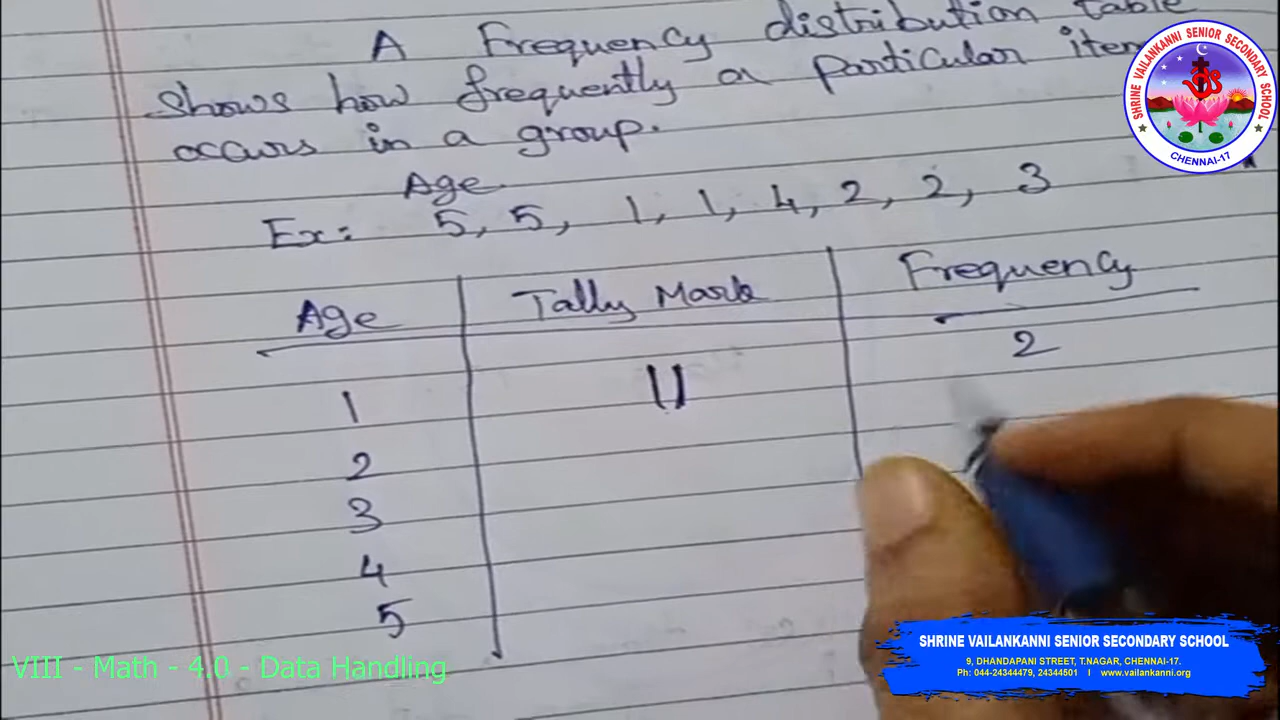 A Frequency distribution table
shows how frequently a particular item
occurs in a group.
Age
Ex: 5, 5, 1, 1, 4, 2, 2, 3
Age Tally Mark Frequency
1 || 2
2
3
4
5
SHRINE VAILANKANNI SENIOR SECONDARY SCHOOL
CHENNAI-17
VIII - Math - 4.0 - Data Handling
SHRINE VAILANKANNI SENIOR SECONDARY SCHOOL
9, DHANDAPANI STREET, T.NAGAR, CHENNAI-17.
Ph: 044-24344479, 24344501 I www.vailankanni.org